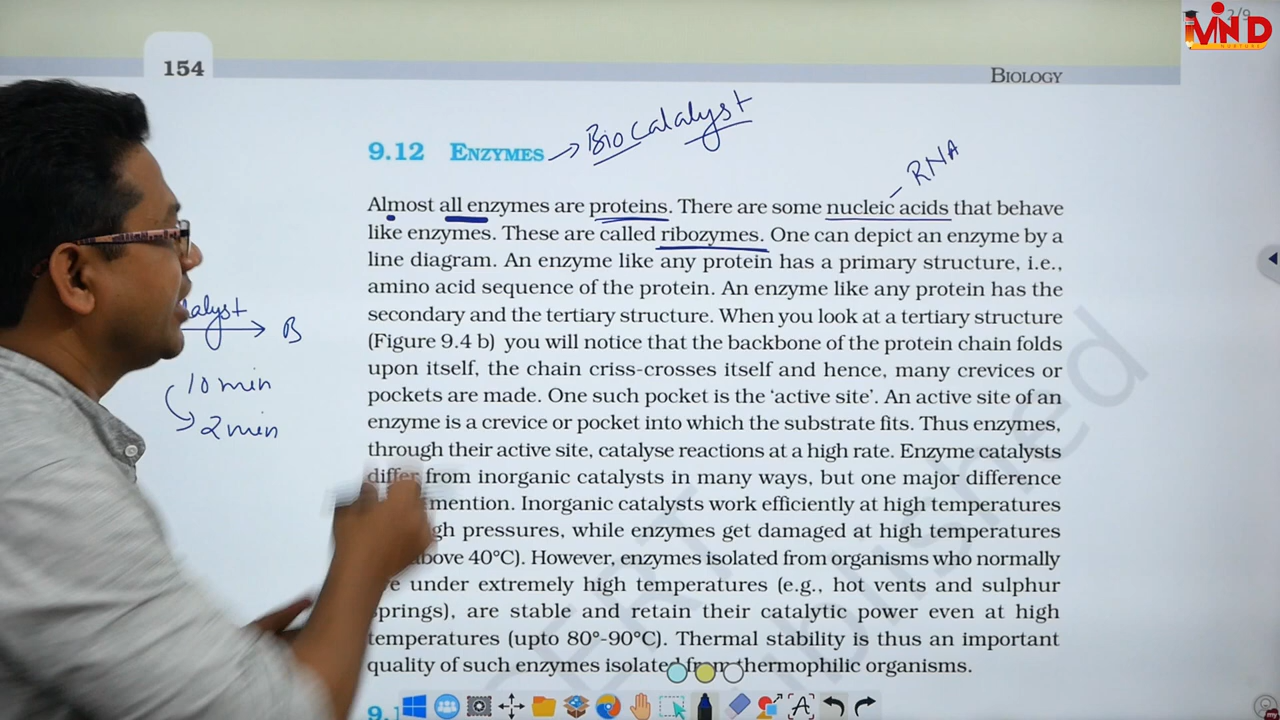 2/9
MIND
NURTURE
154
BIOLOGY
9.12 ENZYMES → Biocatalyst
RNA
Almost all enzymes are proteins. There are some nucleic acids that behave
like enzymes. These are called ribozymes. One can depict an enzyme by a
line diagram. An enzyme like any protein has a primary structure, i.e.,
amino acid sequence of the protein. An enzyme like any protein has the
secondary and the tertiary structure. When you look at a tertiary structure
(Figure 9.4 b) you will notice that the backbone of the protein chain folds
upon itself, the chain criss-crosses itself and hence, many crevices or
pockets are made. One such pocket is the ‘active site’. An active site of an
enzyme is a crevice or pocket into which the substrate fits. Thus enzymes,
through their active site, catalyse reactions at a high rate. Enzyme catalysts
differ from inorganic catalysts in many ways, but one major difference
mention. Inorganic catalysts work efficiently at high temperatures
pressures, while enzymes get damaged at high temperatures
above 40°C). However, enzymes isolated from organisms who normally
under extremely high temperatures (e.g., hot vents and sulphur
springs), are stable and retain their catalytic power even at high
temperatures (upto 80°-90°C). Thermal stability is thus an important
quality of such enzymes isolated from thermophilic organisms.
alyst
→ B
10 min
2 min
published